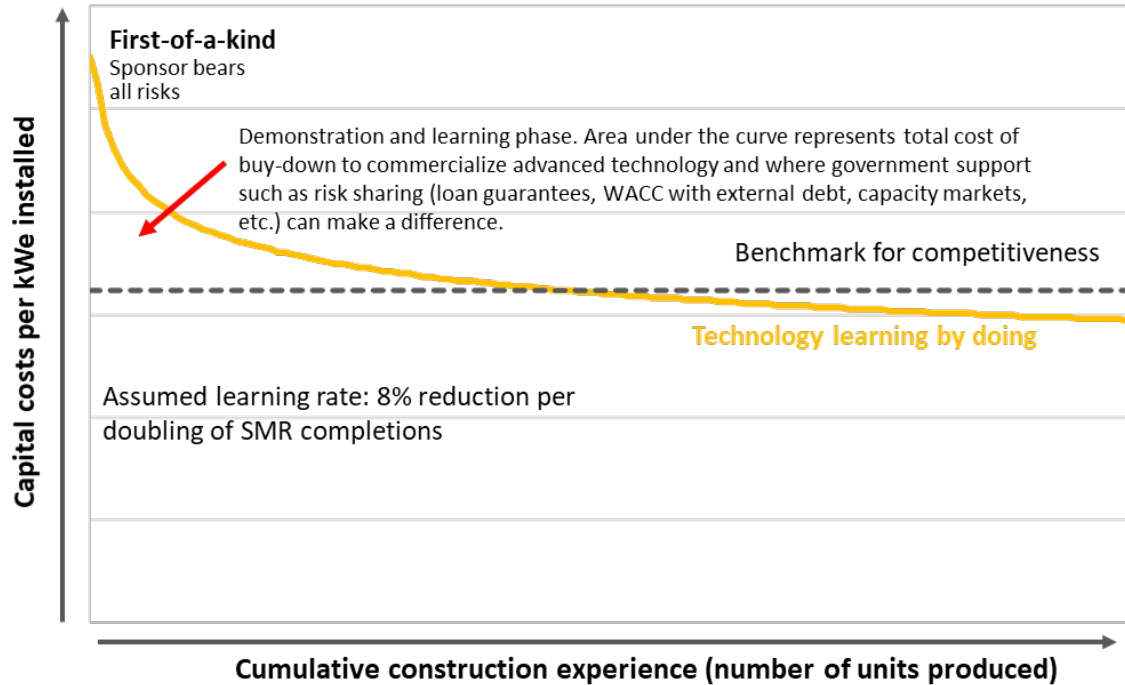 First-of-a-kind
Sponsor bears
all risks
Demonstration and learning phase. Area under the curve represents total cost of
buy-down to commercialize advanced technology and where government support
such as risk sharing (loan guarantees, WACC with external debt, capacity markets,
etc.) can make a difference.
Benchmark for competitiveness
Technology learning by doing
Assumed learning rate: 8% reduction per
doubling of SMR completions
Capital costs per kWe installed
Cumulative construction experience (number of units produced)